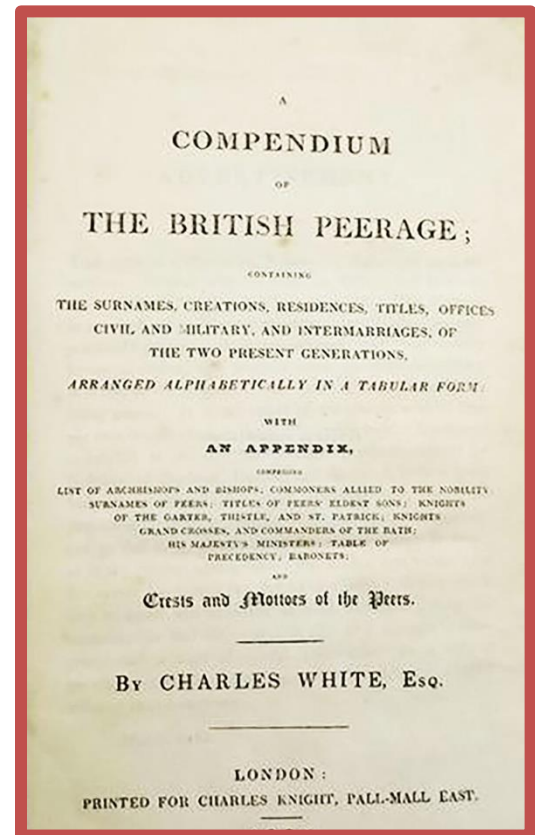 A
COMPENDIUM
OF
THE BRITISH PEERAGE;
CONTAINING
THE SURNAMES, CREATIONS, RESIDENCES, TITLES, OFFICES
CIVIL AND MILITARY, AND INTERMARRIAGES, OF
THE TWO PRESENT GENERATIONS,
ARRANGED ALPHABETICALLY IN A TABULAR FORM:
WITH
AN APPENDIX,
COMPRISING
LIST OF ARCHBISHOPS AND BISHOPS; COMMONERS ALLIED TO THE NOBILITY;
SURNAMES OF PEERS; TITLES OF PEERS' ELDEST SONS; KNIGHTS
OF THE GARTER, THISTLE, AND ST. PATRICK; KNIGHTS
GRAND CROSSES, AND COMMANDERS OF THE BATH;
HIS MAJESTY'S MINISTERS; TABLE OF
PRECEDENCY; BARONETS;
AND
Crests and Mottoes of the Peers.
BY CHARLES WHITE, ESQ.
LONDON:
PRINTED FOR CHARLES KNIGHT, PALL-MALL EAST.